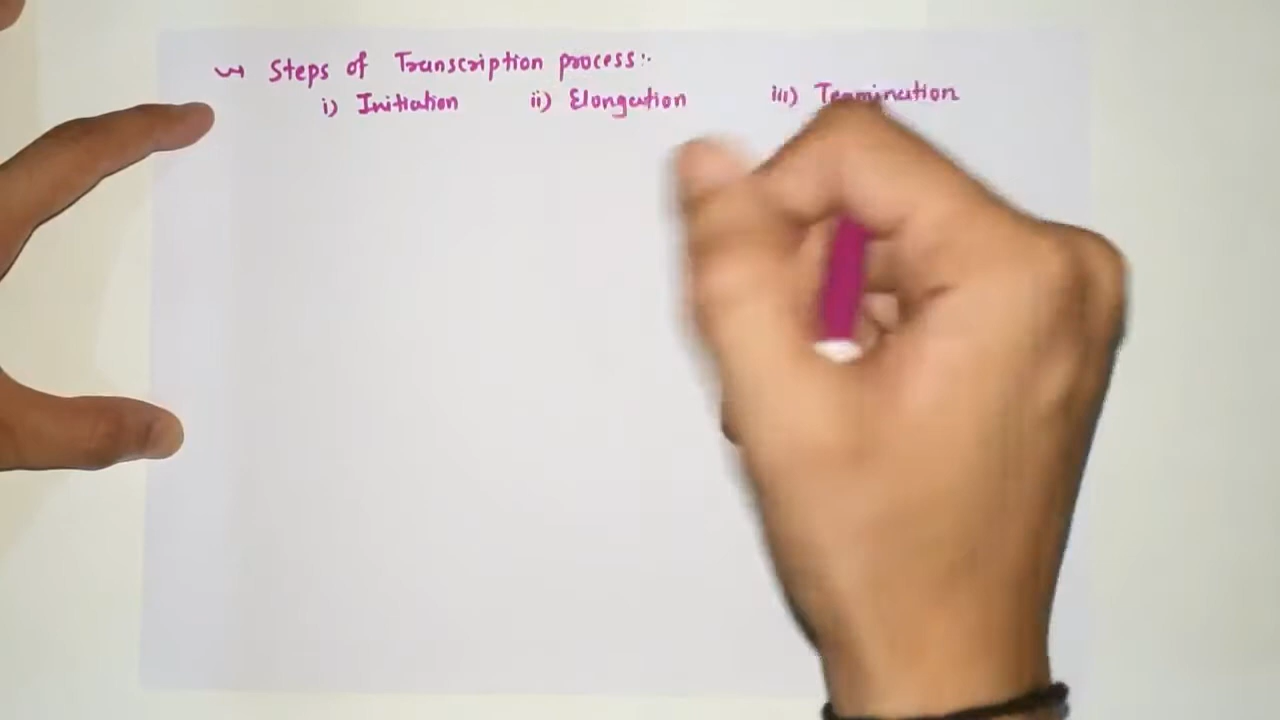 ↝ Steps of Transcription process:-
i) Initiation ii) Elongation iii) Termination